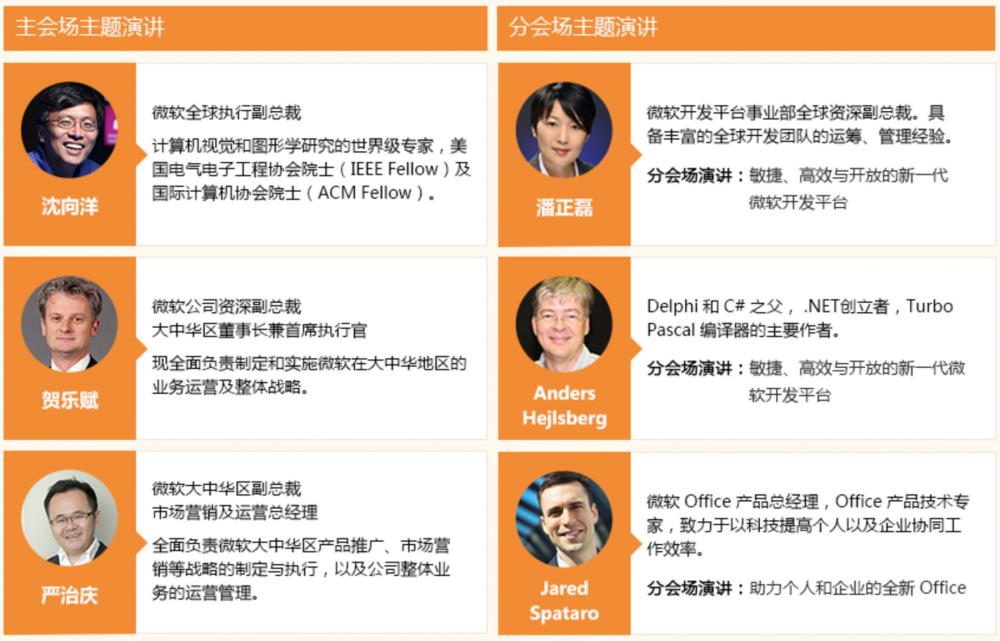 主会场主题演讲
微软全球执行副总裁
计算机视觉和图形学研究的世界级专家，美
国电气电子工程协会院士（IEEE Fellow）及
国际计算机协会院士（ACM Fellow）。
沈向洋
微软公司资深副总裁
大中华区董事长兼首席执行官
现全面负责制定和实施微软在大中华地区的
业务运营及整体战略。
贺乐赋
微软大中华区副总裁
市场营销及运营总经理
全面负责微软大中华区产品推广、市场营
销等战略的制定与执行，以及公司整体业
务的运营管理。
严治庆
分会场主题演讲
微软开发平台事业部全球资深副总裁。具
备丰富的全球开发团队的运筹、管理经验。
分会场演讲：敏捷、高效与开放的新一代
微软开发平台
潘正磊
Delphi 和 C# 之父， .NET创立者，Turbo
Pascal 编译器的主要作者。
分会场演讲：敏捷、高效与开放的新一代微
软开发平台
Anders
Hejlsberg
微软 Office 产品总经理，Office 产品技术专
家，致力于以科技提高个人以及企业协同工
作效率。
分会场演讲：助力个人和企业的全新 Office
Jared
Spataro